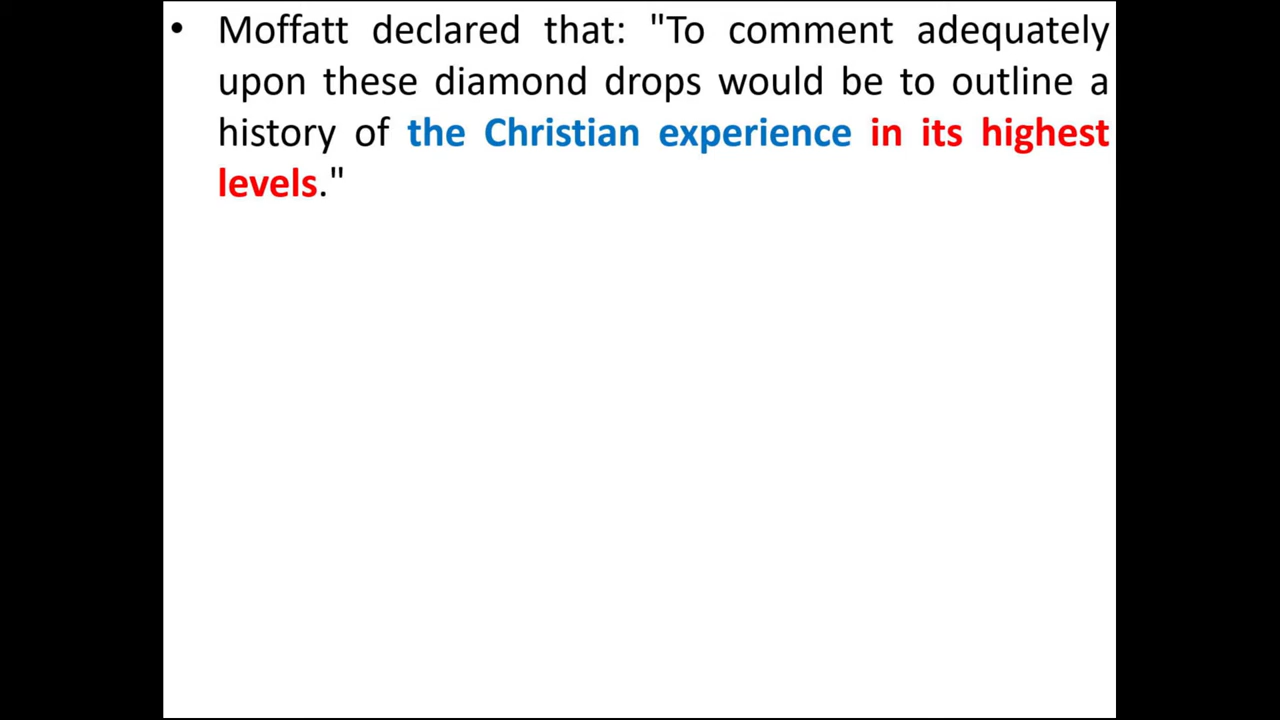 • Moffatt declared that: "To comment adequately
upon these diamond drops would be to outline a
history of the Christian experience in its highest
levels."